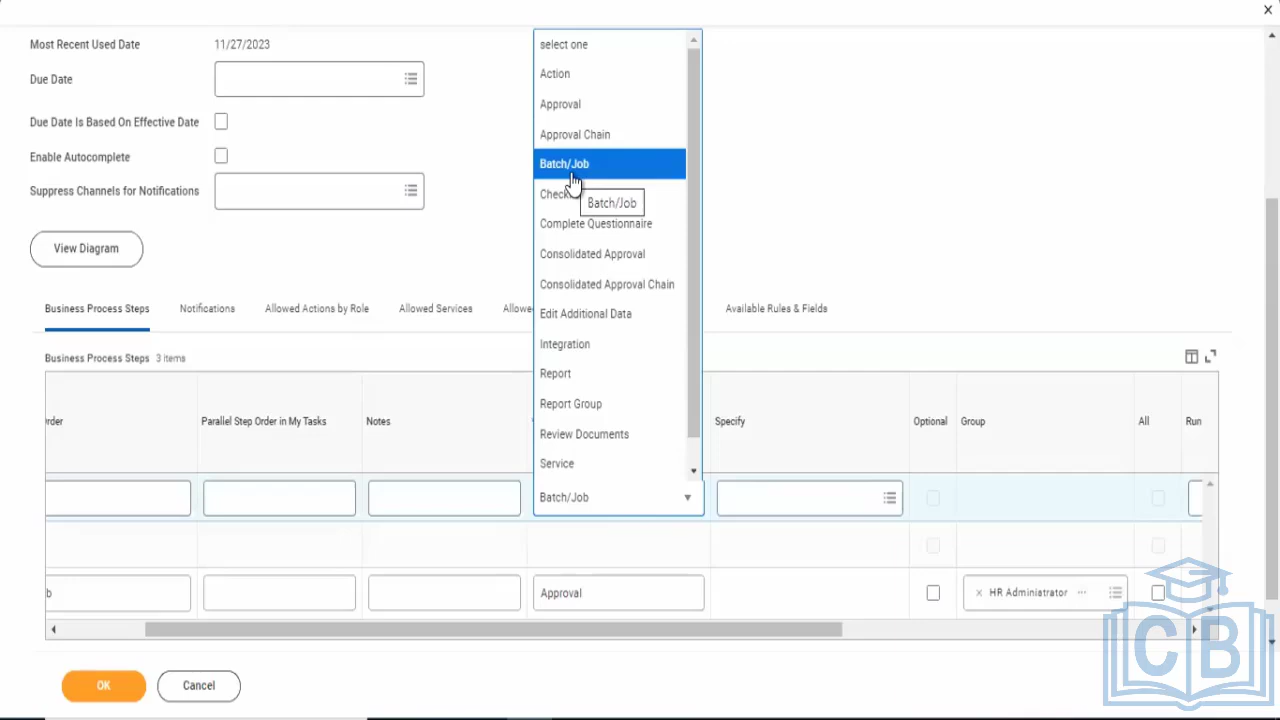 Most Recent Used Date 11/27/2023
Due Date
Due Date Is Based On Effective Date
Enable Autocomplete
Suppress Channels for Notifications
View Diagram
select one
Action
Approval
Approval Chain
Batch/Job
Check
Batch/Job
Complete Questionnaire
Consolidated Approval
Consolidated Approval Chain
Edit Additional Data
Integration
Report
Report Group
Review Documents
Service
Business Process Steps Notifications Allowed Actions by Role Allowed Services Allowe Available Rules & Fields
Business Process Steps 3 items
rder Parallel Step Order in My Tasks Notes Specify Optional Group All Run
Batch/Job
b Approval HR Administrator
OK Cancel
CB